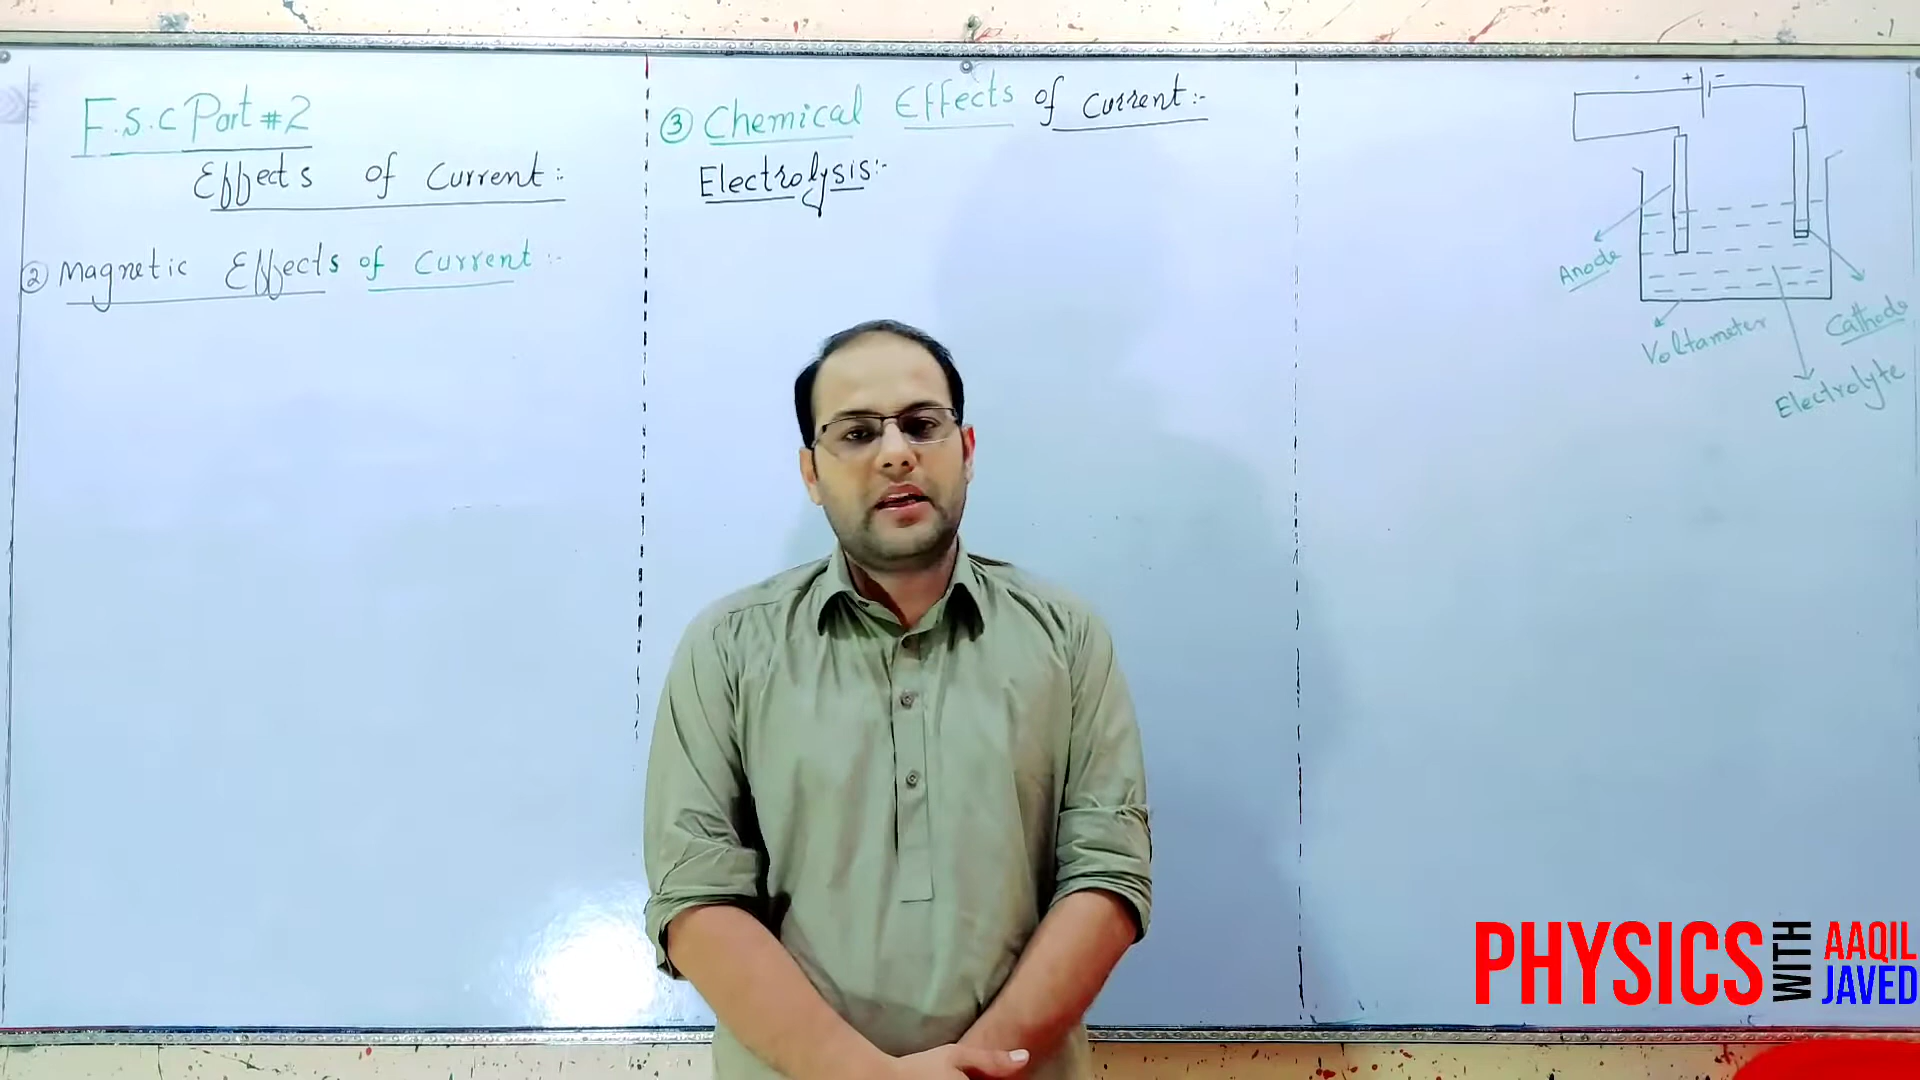 F.S.C Part #2
Effects of Current:-
② Magnetic Effects of Current:-
③ Chemical Effects of Current:-
Electrolysis:-
+ -
Anode
Cathode
Voltameter
Electrolyte
PHYSICS WITH AAQIL JAVED